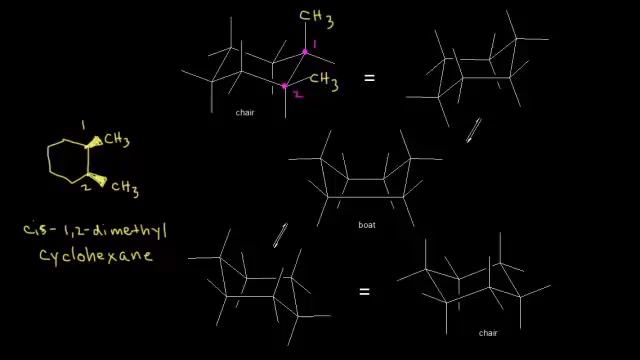 CH3
1
CH3
=
2
chair
1
CH3
2
CH3
cis-1,2-dimethyl
cyclohexane
boat
=
chair